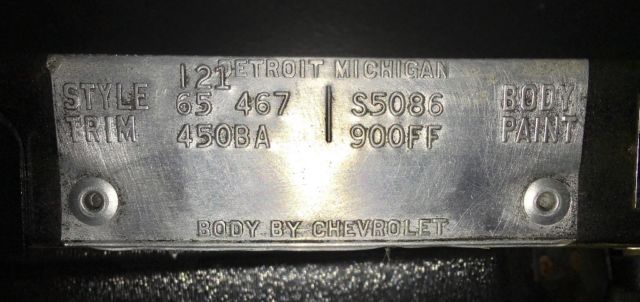 DETROIT MICHIGAN
121
STYLE 65 467 | S5086 BODY
TRIM 450BA | 900FF PAINT
BODY BY CHEVROLET